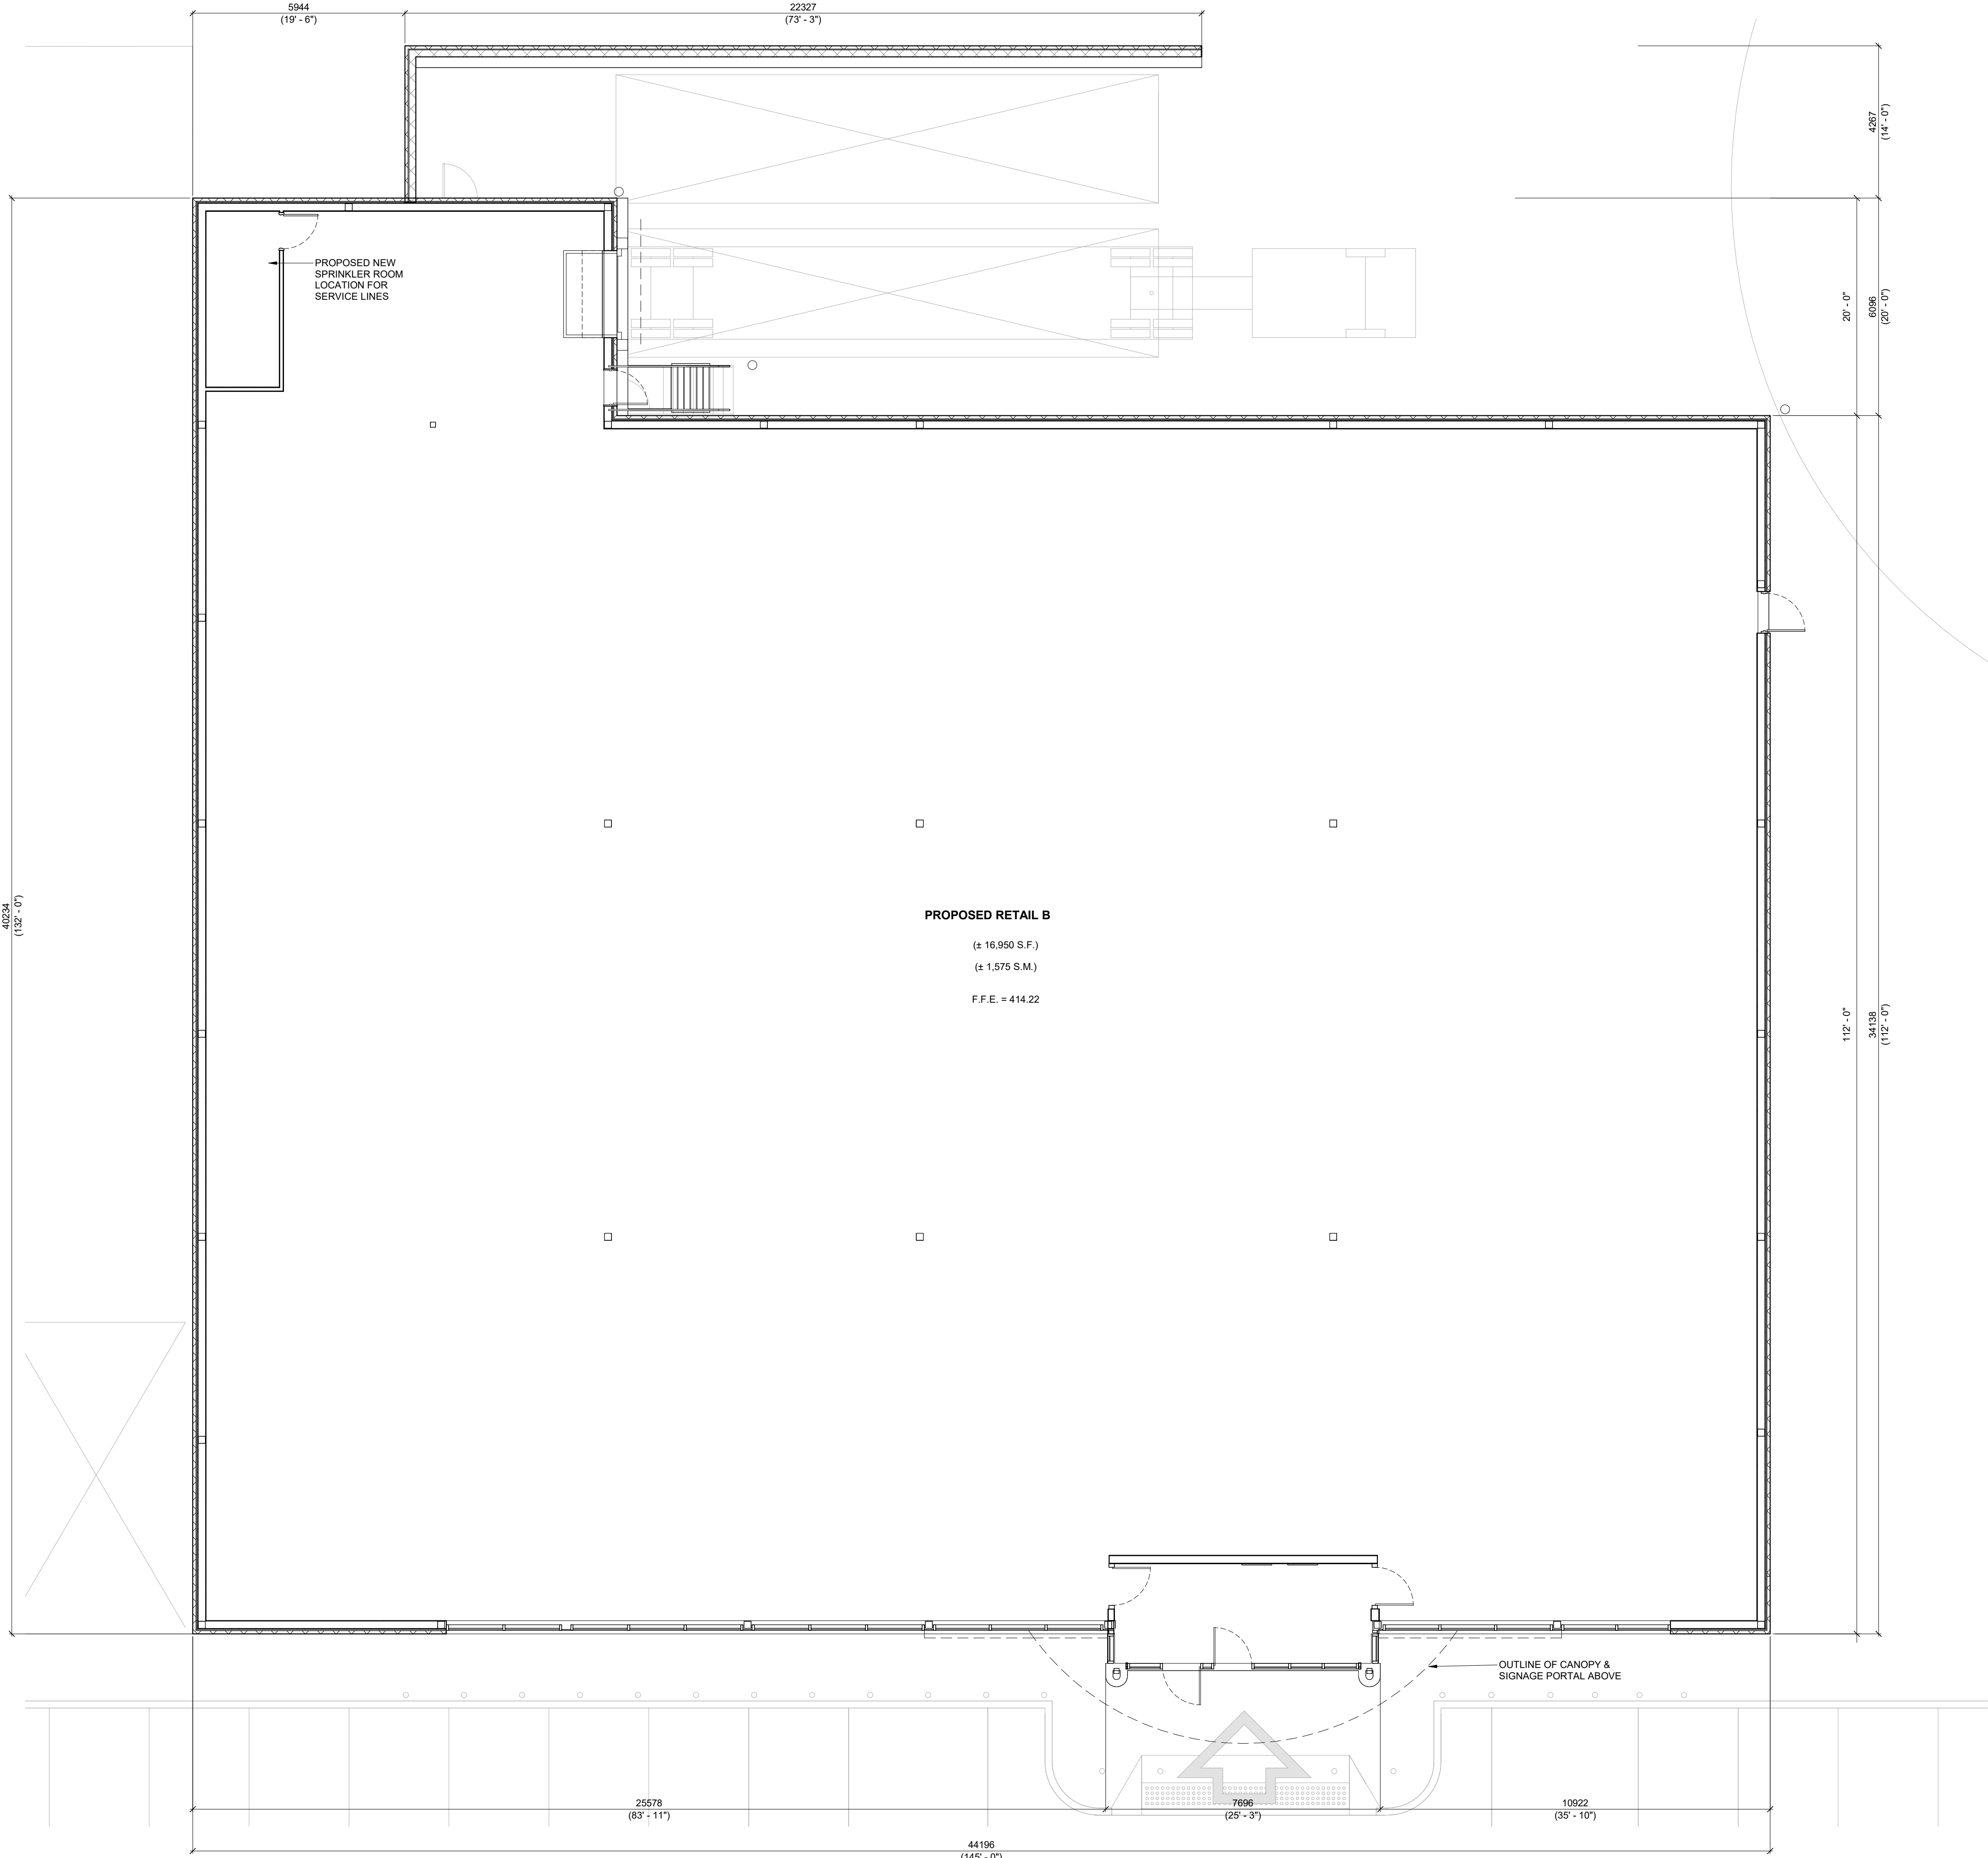 5944
(19' - 6")
22327
(73' - 3")
4267
(14' - 0")
20' - 0"
6096
(20' - 0")
PROPOSED NEW
SPRINKLER ROOM
LOCATION FOR
SERVICE LINES
40234
(132' - 0")
PROPOSED RETAIL B
(± 16,950 S.F.)
(± 1,575 S.M.)
F.F.E. = 414.22
112' - 0"
34138
(112' - 0")
OUTLINE OF CANOPY &
SIGNAGE PORTAL ABOVE
25578
(83' - 11")
7696
(25' - 3")
10922
(35' - 10")
44196
(145' - 0")